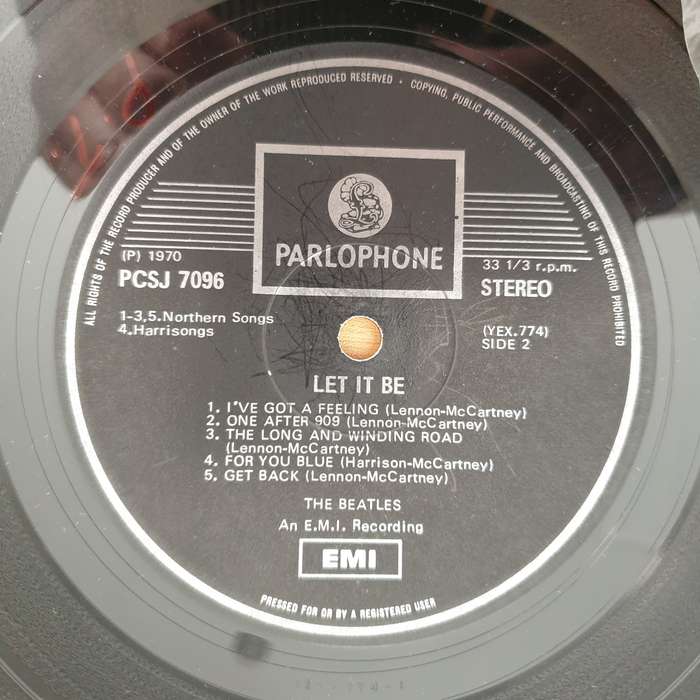 ALL RIGHTS OF THE RECORD PRODUCER AND OF THE OWNER OF THE WORK REPRODUCED RESERVED • COPYING, PUBLIC PERFORMANCE AND BROADCASTING OF THIS RECORD PROHIBITED
£
PARLOPHONE
(P) 1970
PCSJ 7096
33 1/3 r.p.m.
STEREO
1-3,5.Northern Songs
4.Harrisongs
(YEX.774)
SIDE 2
LET IT BE
1. I'VE GOT A FEELING (Lennon-McCartney)
2. ONE AFTER 909 (Lennon-McCartney)
3. THE LONG AND WINDING ROAD
(Lennon-McCartney)
4. FOR YOU BLUE (Harrison-McCartney)
5. GET BACK (Lennon-McCartney)
THE BEATLES
An E.M.I. Recording
EMI
PRESSED FOR OR BY A REGISTERED USER